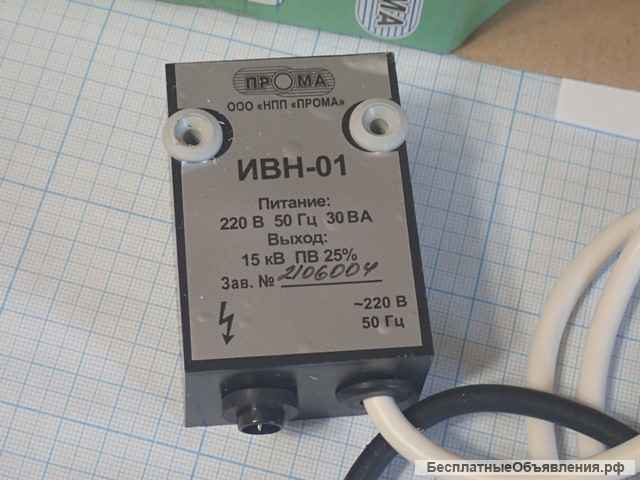 ПРОМА
ПРОМА
ООО «НПП «ПРОМА»
ИВН-01
Питание:
220 В 50 Гц 30 ВА
Выход:
15 кВ ПВ 25%
Зав. № 2106004
~220 В
50 Гц
БесплатныеОбъявления.рф